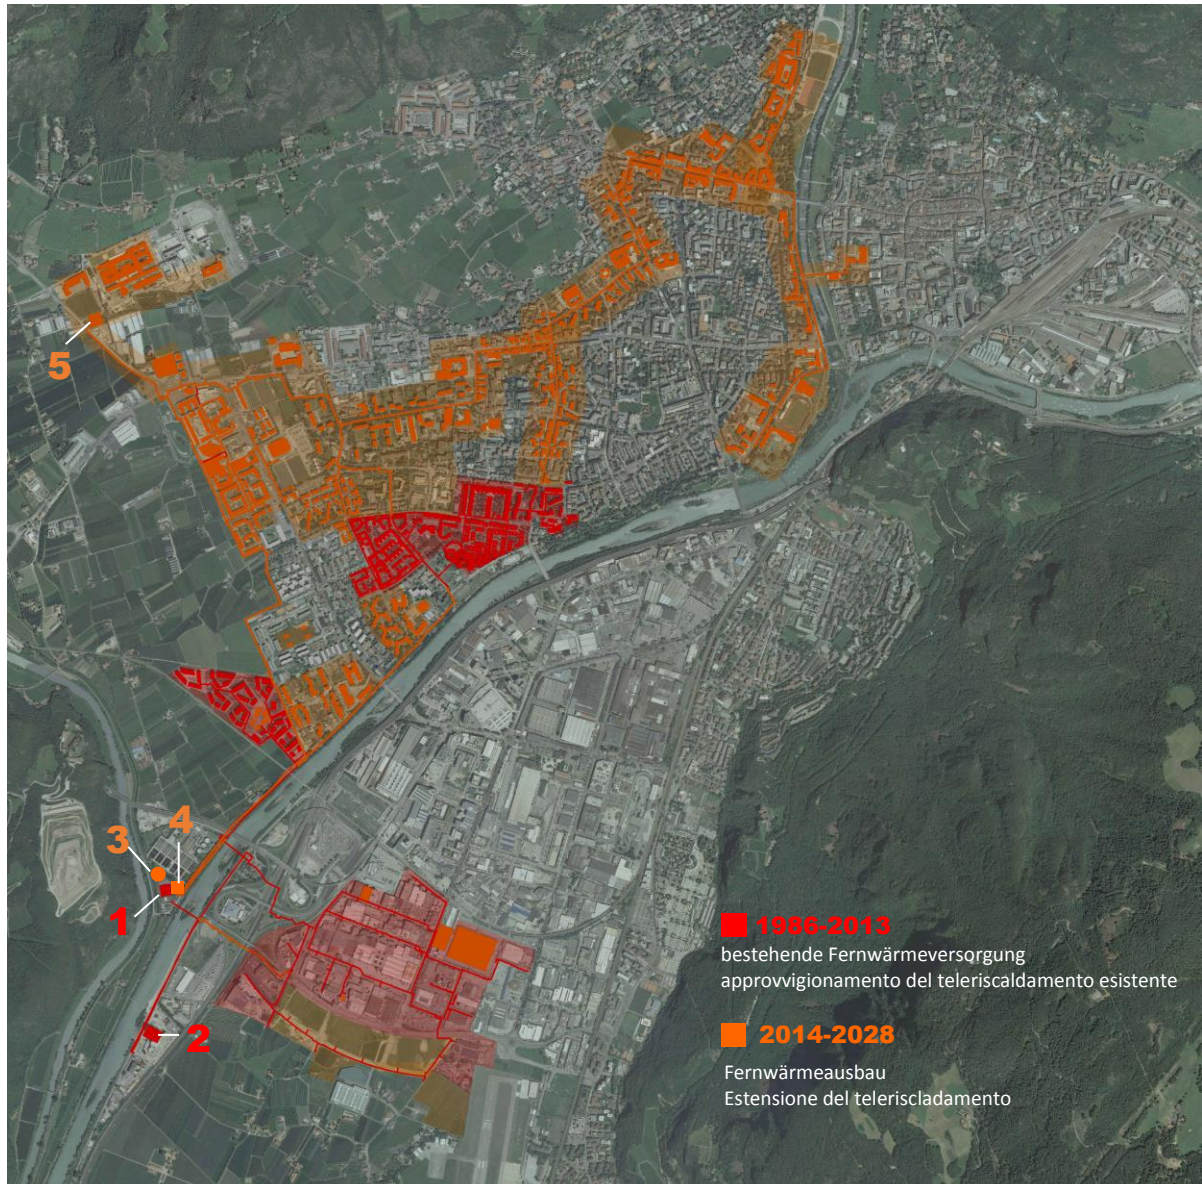 5
3
4
1
2
1986-2013
bestehende Fernwärmeversorgung
approvvigionamento del teleriscaldamento esistente
2014-2028
Fernwärmeausbau
Estensione del teleriscladamento